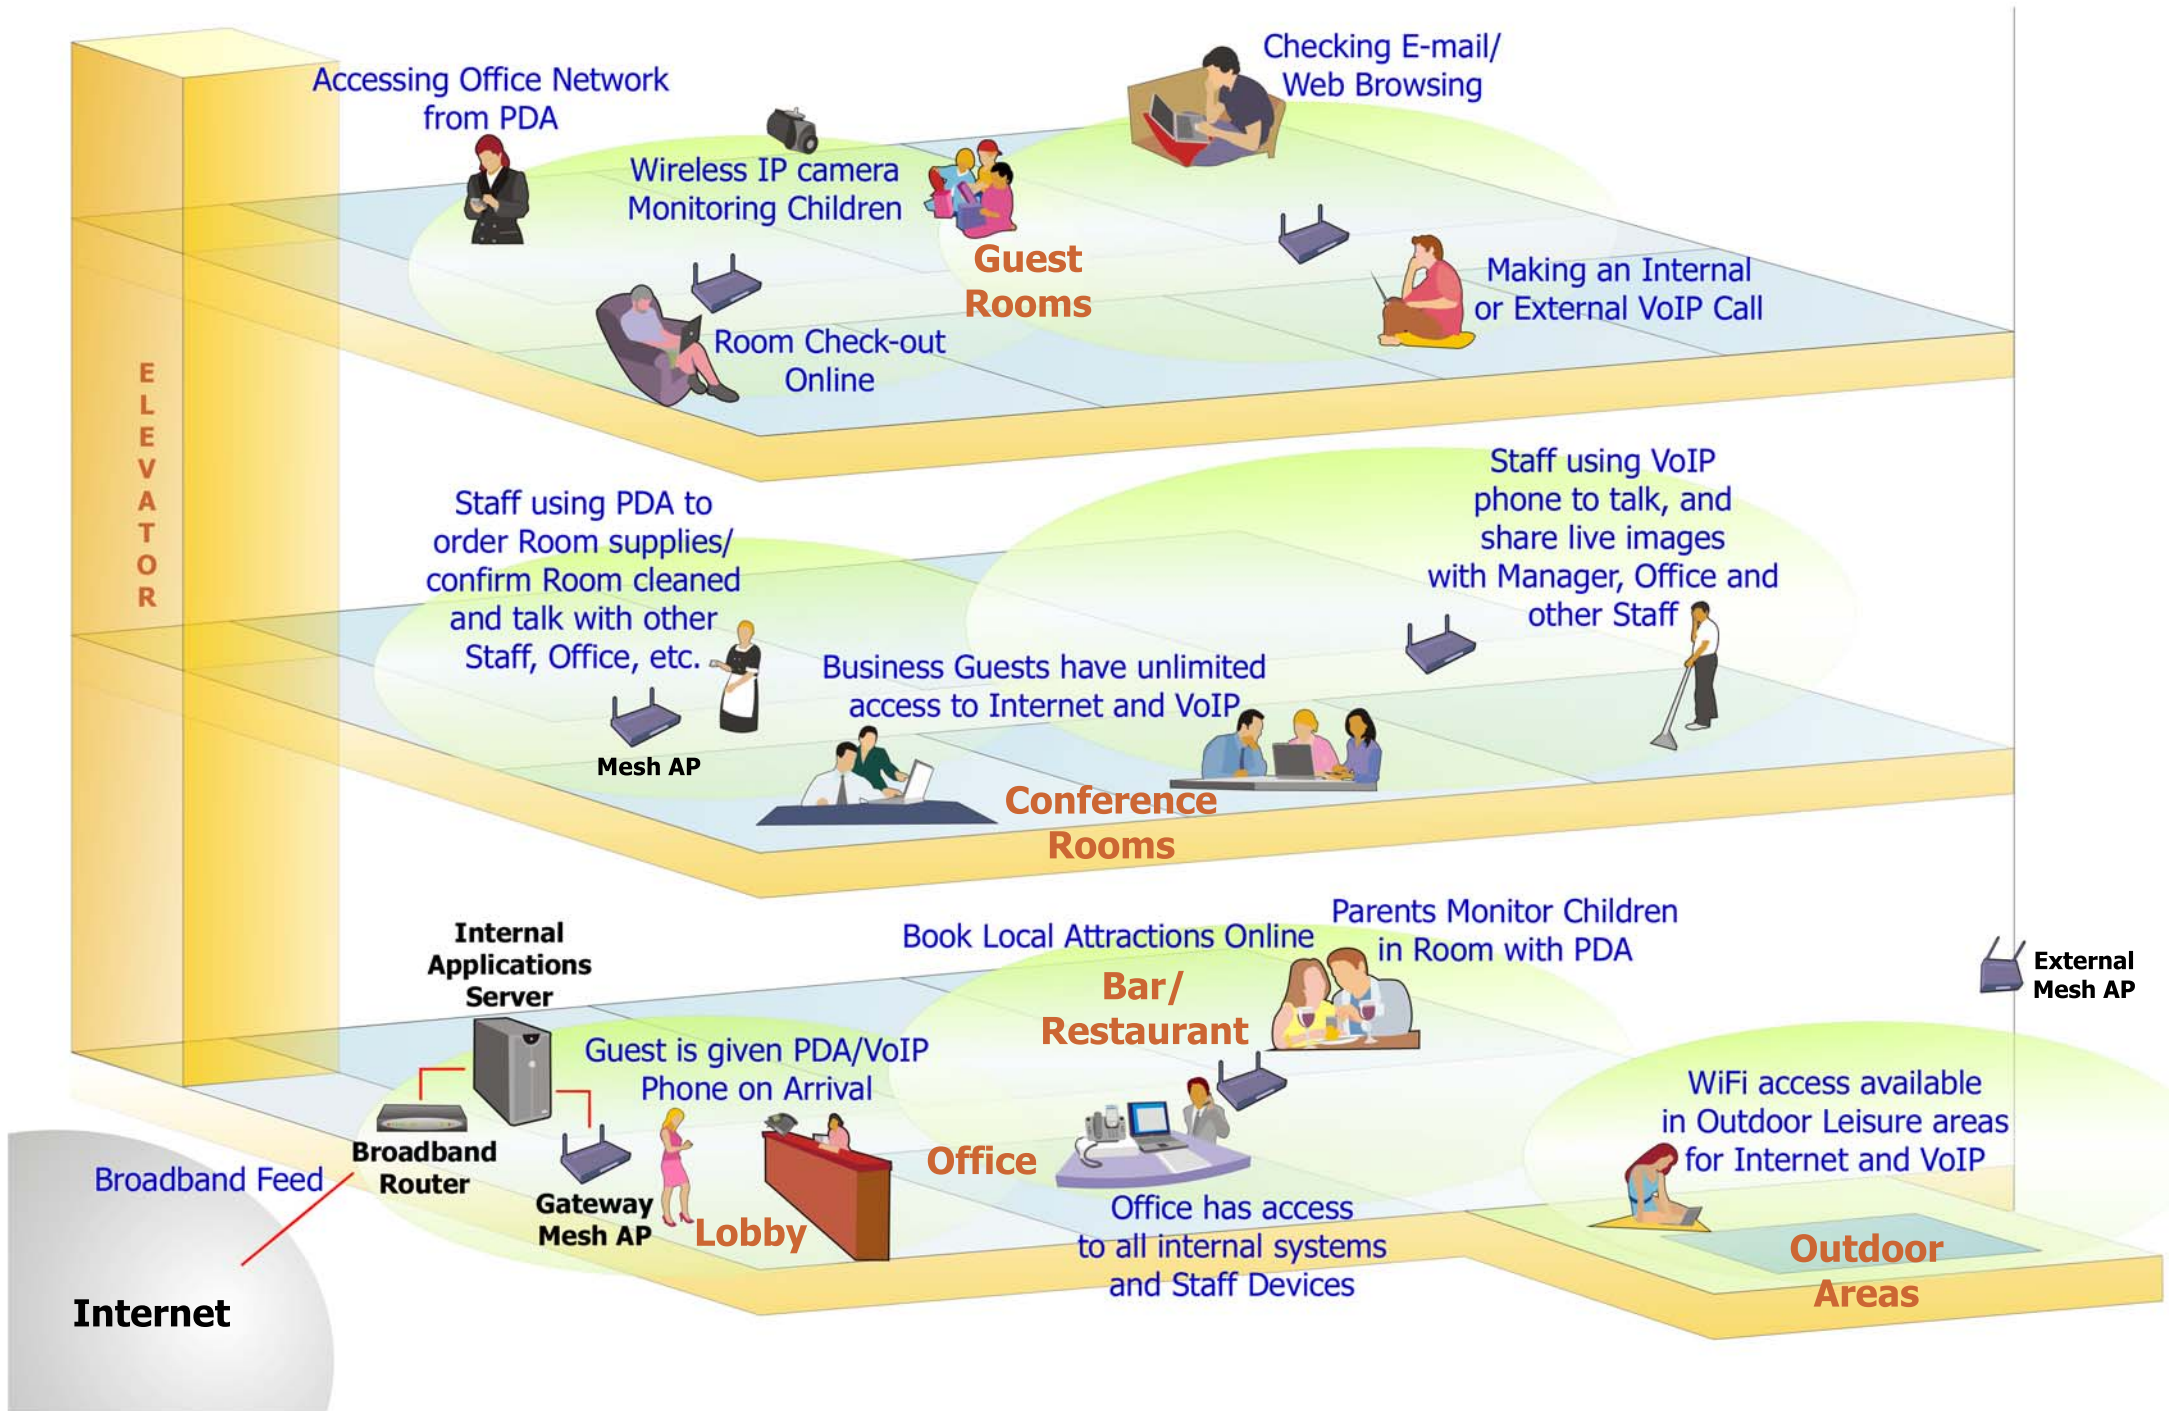 Accessing Office Network
from PDA
Checking E-mail/
Web Browsing
Wireless IP camera
Monitoring Children
Guest
Rooms
Making an Internal
or External VoIP Call
Room Check-out
Online
ELEVATOR
Staff using PDA to
order Room supplies/
confirm Room cleaned
and talk with other
Staff, Office, etc.
Staff using VoIP
phone to talk, and
share live images
with Manager, Office and
other Staff
Mesh AP
Business Guests have unlimited
access to Internet and VoIP
Conference
Rooms
Internal
Applications
Server
Book Local Attractions Online
Parents Monitor Children
in Room with PDA
Bar/
Restaurant
External
Mesh AP
Guest is given PDA/VoIP
Phone on Arrival
Broadband Feed
Broadband
Router
Gateway
Mesh AP
Lobby
Office
Office has access
to all internal systems
and Staff Devices
WiFi access available
in Outdoor Leisure areas
for Internet and VoIP
Outdoor
Areas
Internet